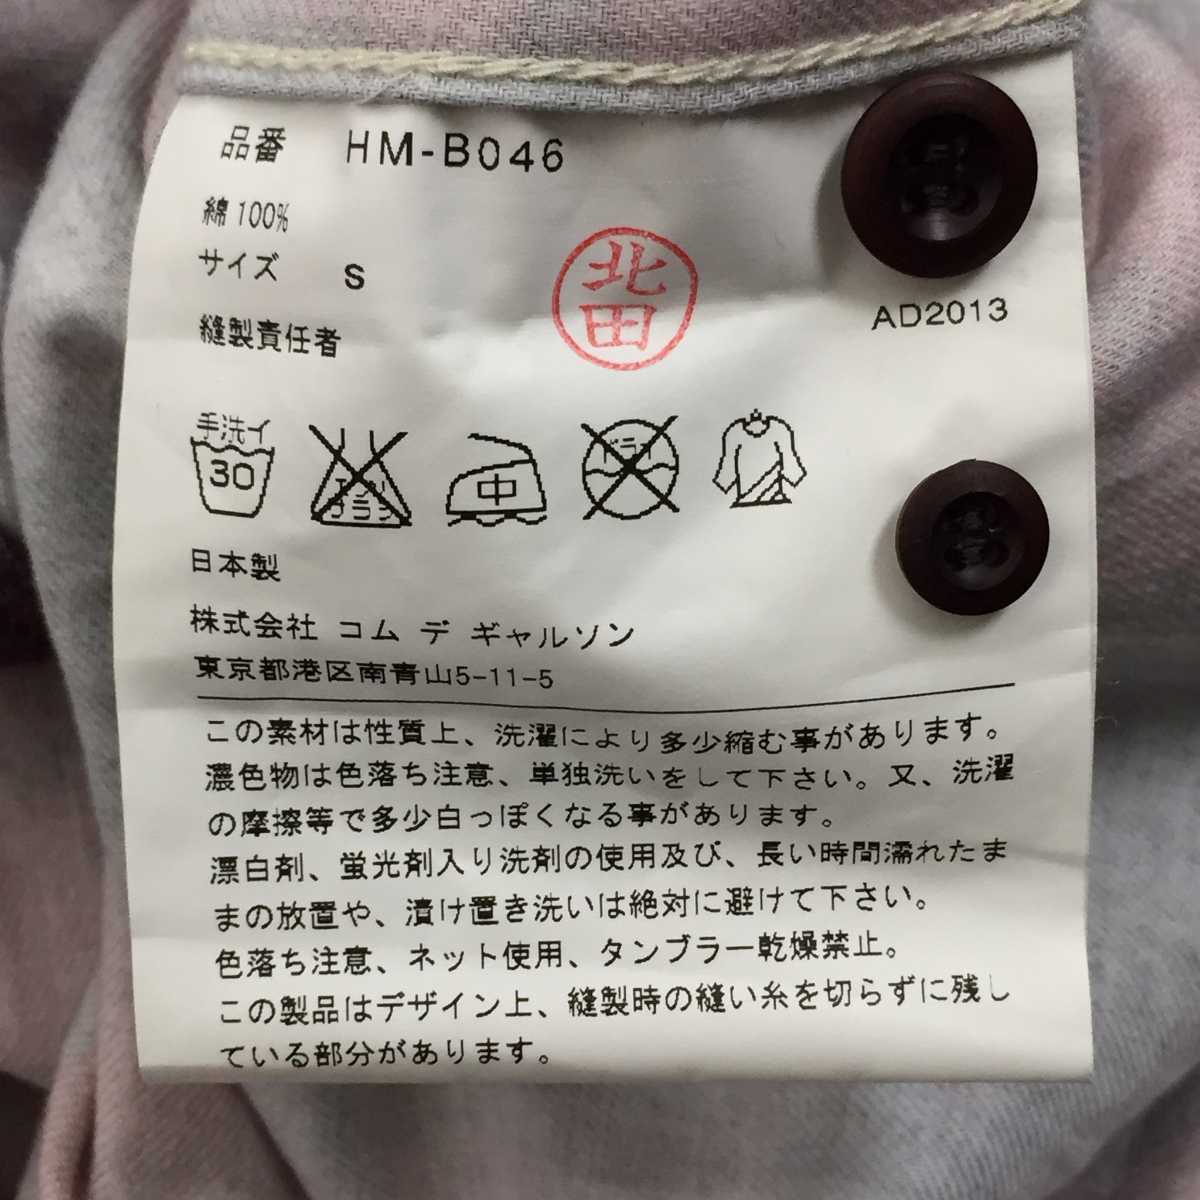 品番 HM-B046
綿 100%
サイズ S
縫製責任者
北田
AD2013
手洗イ
30
エンソ
サラシ
中
ドライ
日本製
株式会社 コム デ ギャルソン
東京都港区南青山5-11-5
この素材は性質上、洗濯により多少縮む事があります。
濃色物は色落ち注意、単独洗いをして下さい。又、洗濯
の摩擦等で多少白っぽくなる事があります。
漂白剤、蛍光剤入り洗剤の使用及び、長い時間濡れたま
まの放置や、漬け置き洗いは絶対に避けて下さい。
色落ち注意、ネット使用、タンブラー乾燥禁止。
この製品はデザイン上、縫製時の縫い糸を切らずに残し
ている部分があります。